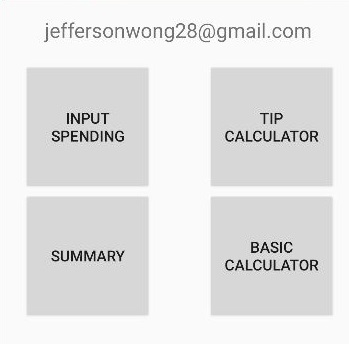 jeffersonwong28@gmail.com
INPUT
SPENDING
TIP
CALCULATOR
SUMMARY
BASIC
CALCULATOR